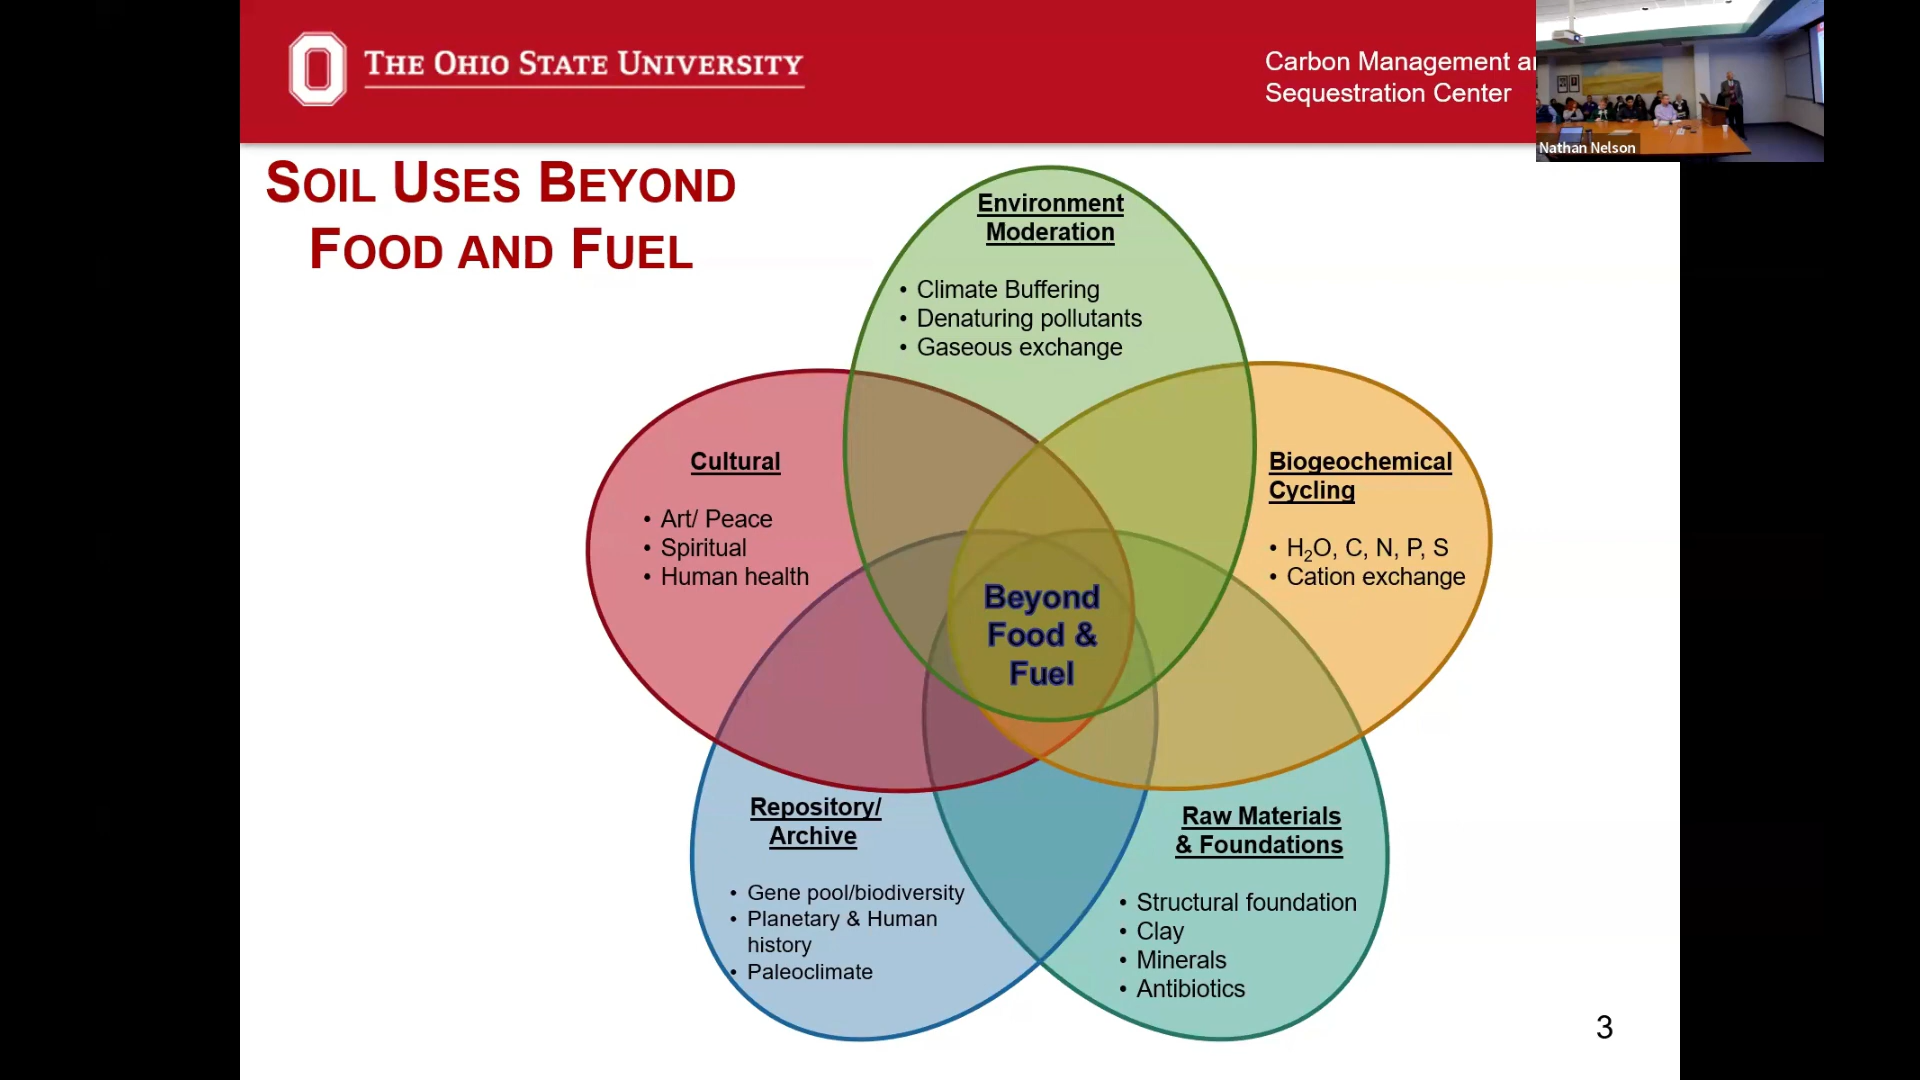 THE OHIO STATE UNIVERSITY
Carbon Management
Sequestration Center
Nathan Nelson
SOIL USES BEYOND
FOOD AND FUEL
Environment
Moderation
• Climate Buffering
• Denaturing pollutants
• Gaseous exchange
Cultural
• Art/ Peace
• Spiritual
• Human health
Biogeochemical
Cycling
• H₂O, C, N, P, S
• Cation exchange
Beyond
Food &
Fuel
Repository/
Archive
• Gene pool/biodiversity
• Planetary & Human
history
• Paleoclimate
Raw Materials
& Foundations
• Structural foundation
• Clay
• Minerals
• Antibiotics
3